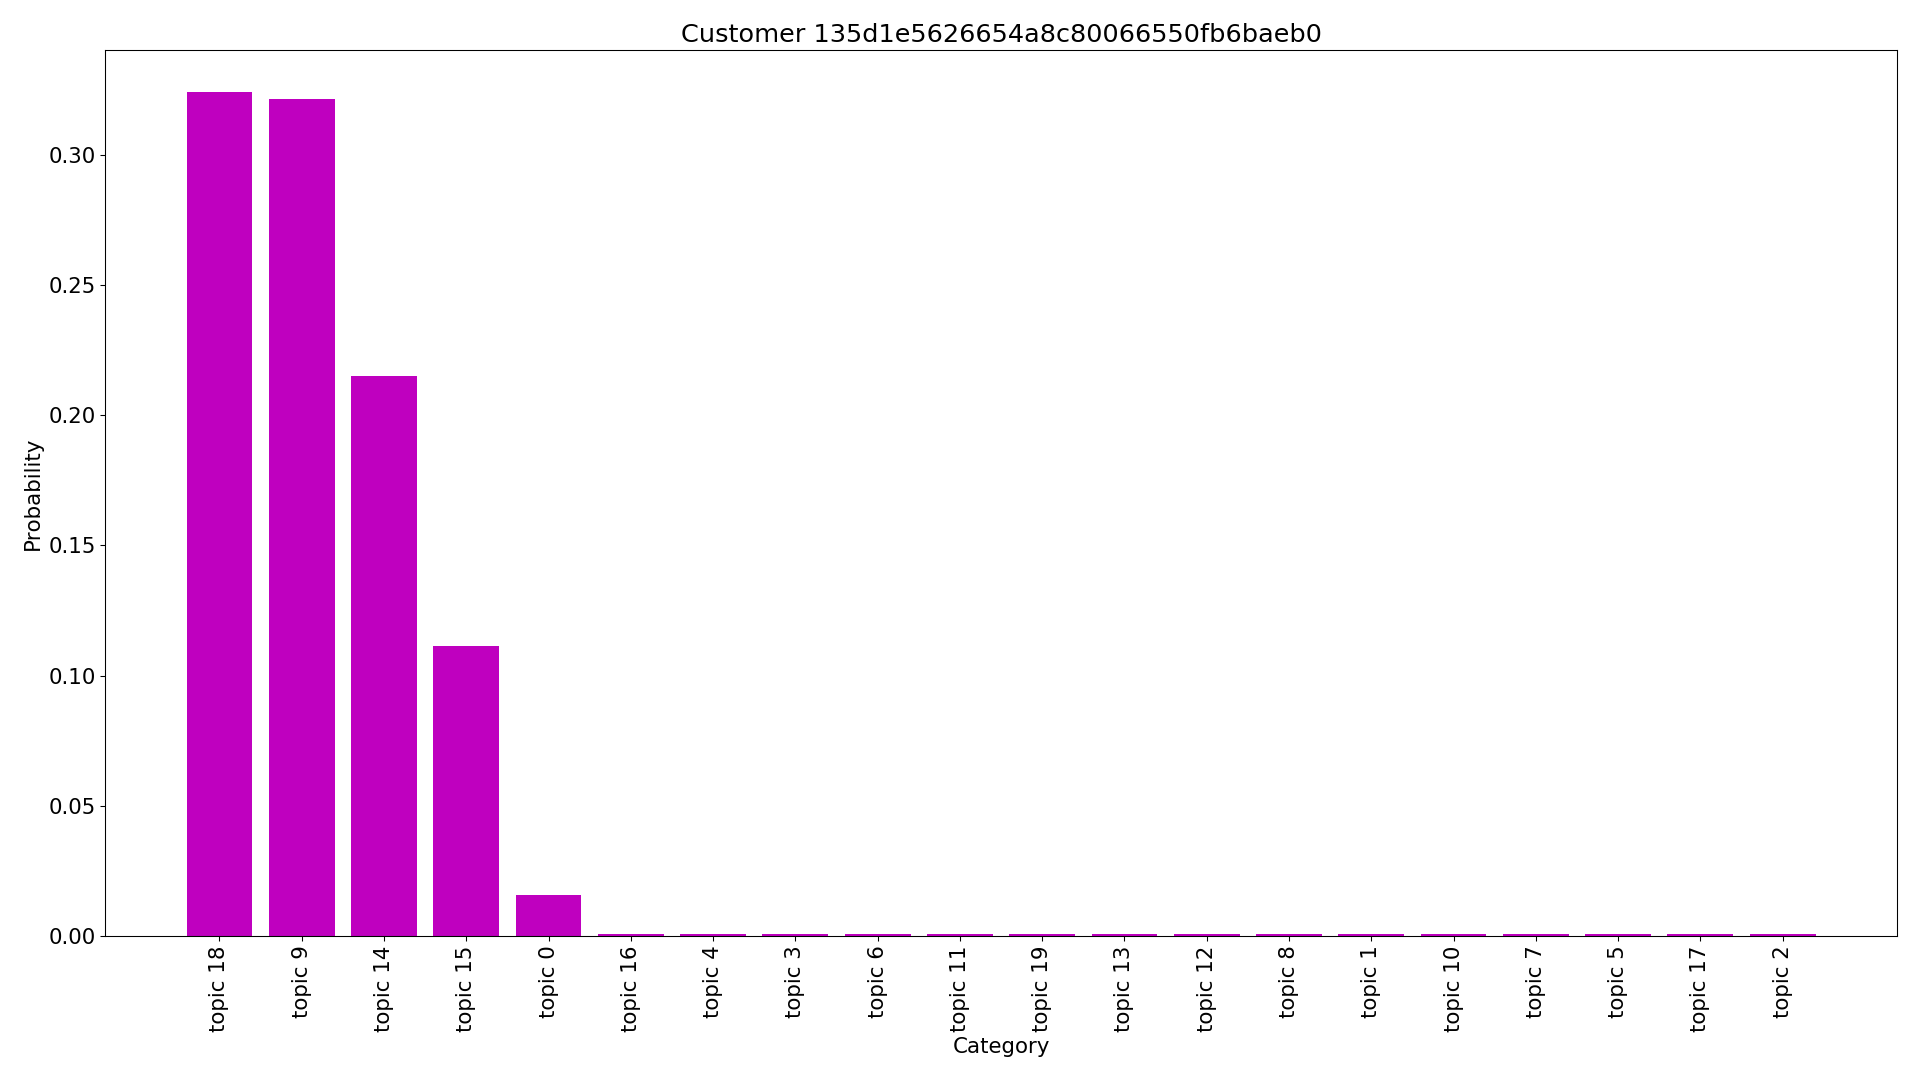 Customer 135d1e5626654a8c80066550fb6baeb0
Probability
0.30
0.25
0.20
0.15
0.10
0.05
0.00
topic 18
topic 9
topic 14
topic 15
topic 0
topic 16
topic 4
topic 3
topic 6
topic 11
topic 19
topic 13
topic 12
topic 8
topic 1
topic 10
topic 7
topic 5
topic 17
topic 2
Category